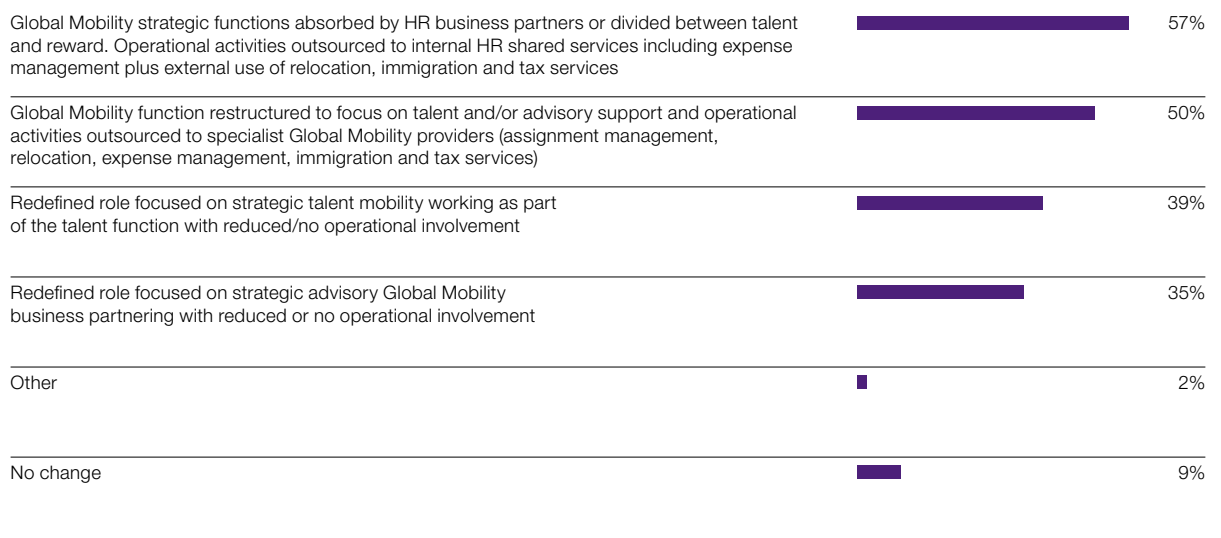 Global Mobility strategic functions absorbed by HR business partners or divided between talent
and reward. Operational activities outsourced to internal HR shared services including expense
management plus external use of relocation, immigration and tax services
57%
Global Mobility function restructured to focus on talent and/or advisory support and operational
activities outsourced to specialist Global Mobility providers (assignment management,
relocation, expense management, immigration and tax services)
50%
Redefined role focused on strategic talent mobility working as part
of the talent function with reduced/no operational involvement
39%
Redefined role focused on strategic advisory Global Mobility
business partnering with reduced or no operational involvement
35%
Other
2%
No change
9%